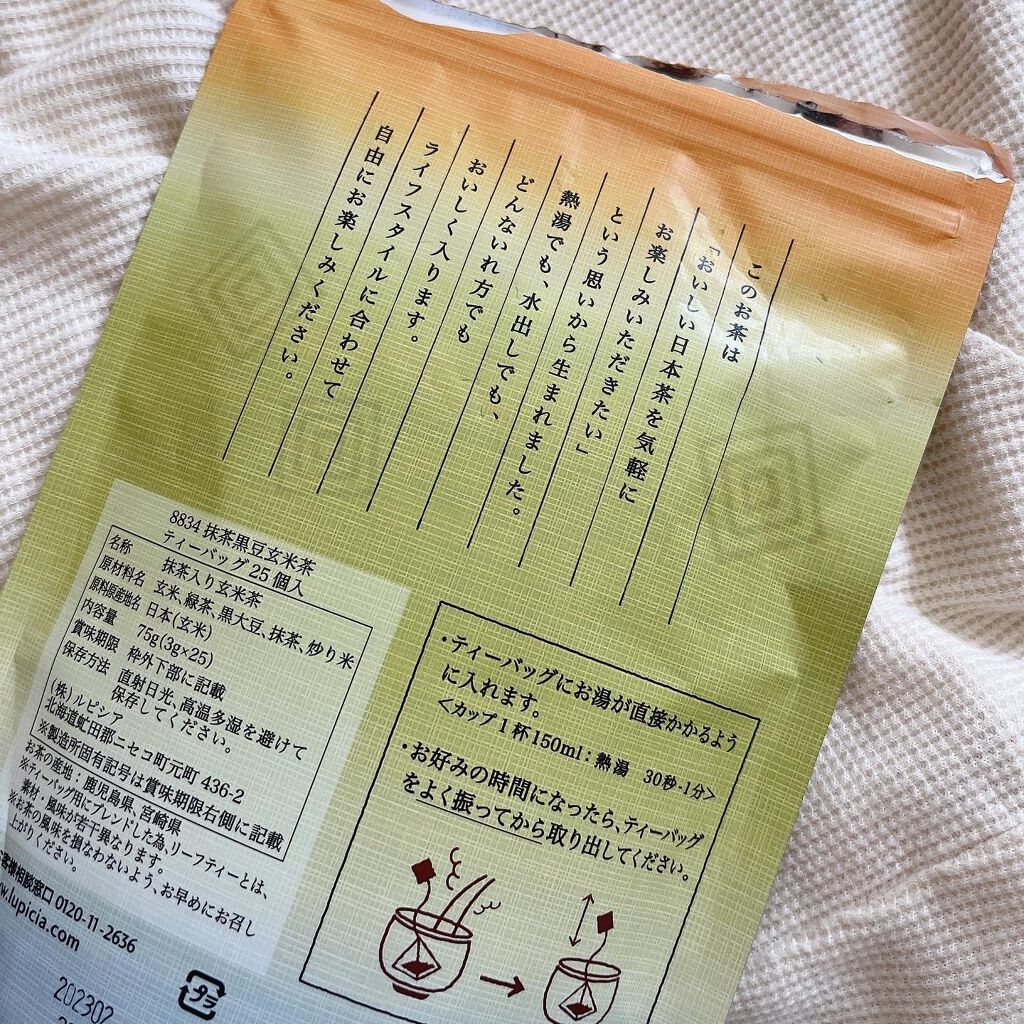 このお茶は
「おいしい日本茶を気軽に
お楽しみいただきたい」
という思いから生まれました。
熱湯でも、水出しでも、
どんないれ方でも
おいしく入ります。
ライフスタイルに合わせて
自由にお楽しみください。
8834 抹茶黒豆玄米茶
ティーバッグ25個入
名称 抹茶入り玄米茶
原材料名 玄米、緑茶、黒大豆、抹茶、炒り米
原料原産地名 日本(玄米)
内容量 75g(3g×25)
賞味期限 枠外下部に記載
保存方法 直射日光、高温多湿を避けて
保存してください。
(株)ルピシア
北海道虻田郡ニセコ町元町 436-2
※製造所固有記号は賞味期限右側に記載
お茶の産地：鹿児島県、宮崎県
※ティーバッグ用にブレンドした為、リーフティーとは、
素材・風味が若干異なります。
※お茶の風味を損なわないよう、お早めにお召し
上がりください。
客様相談窓口 0120-11-2636
w.lupicia.com
202302
プラ
・ティーバッグにお湯が直接かかるよう
に入れます。
<カップ1杯150ml：熱湯 30秒-1分>
・お好みの時間になったら、ティーバッグ
をよく振ってから取り出してください。